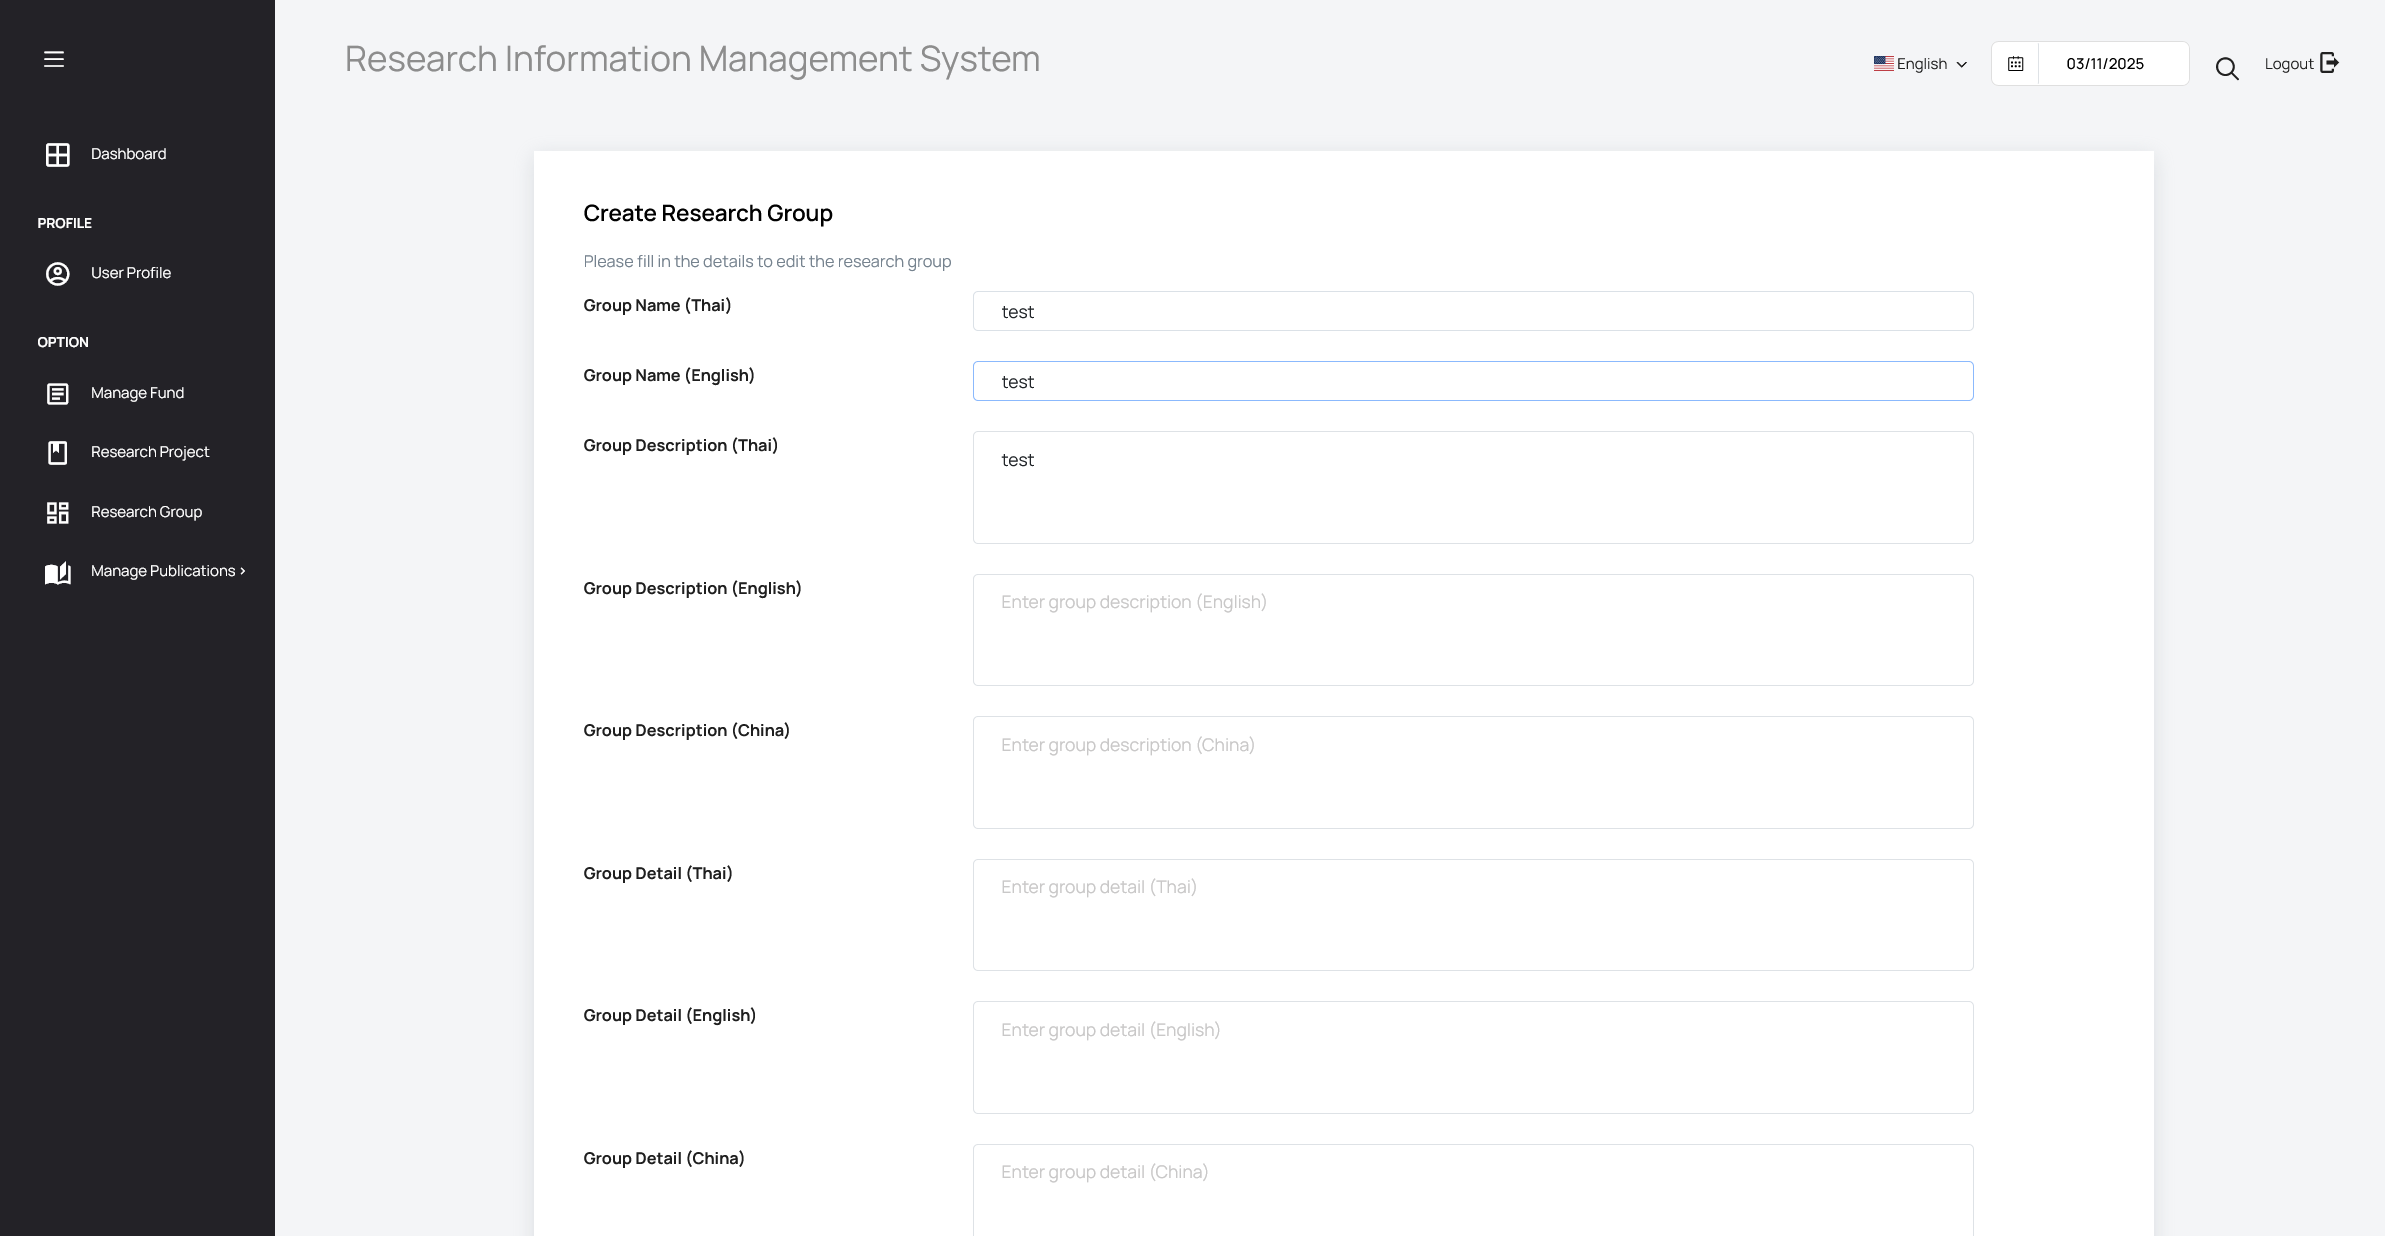 Research Information Management System
English
03/11/2025
Logout
Dashboard
PROFILE
User Profile
OPTION
Manage Fund
Research Project
Research Group
Manage Publications
Create Research Group
Please fill in the details to edit the research group
Group Name (Thai)
test
Group Name (English)
test
Group Description (Thai)
test
Group Description (English)
Enter group description (English)
Group Description (China)
Enter group description (China)
Group Detail (Thai)
Enter group detail (Thai)
Group Detail (English)
Enter group detail (English)
Group Detail (China)
Enter group detail (China)